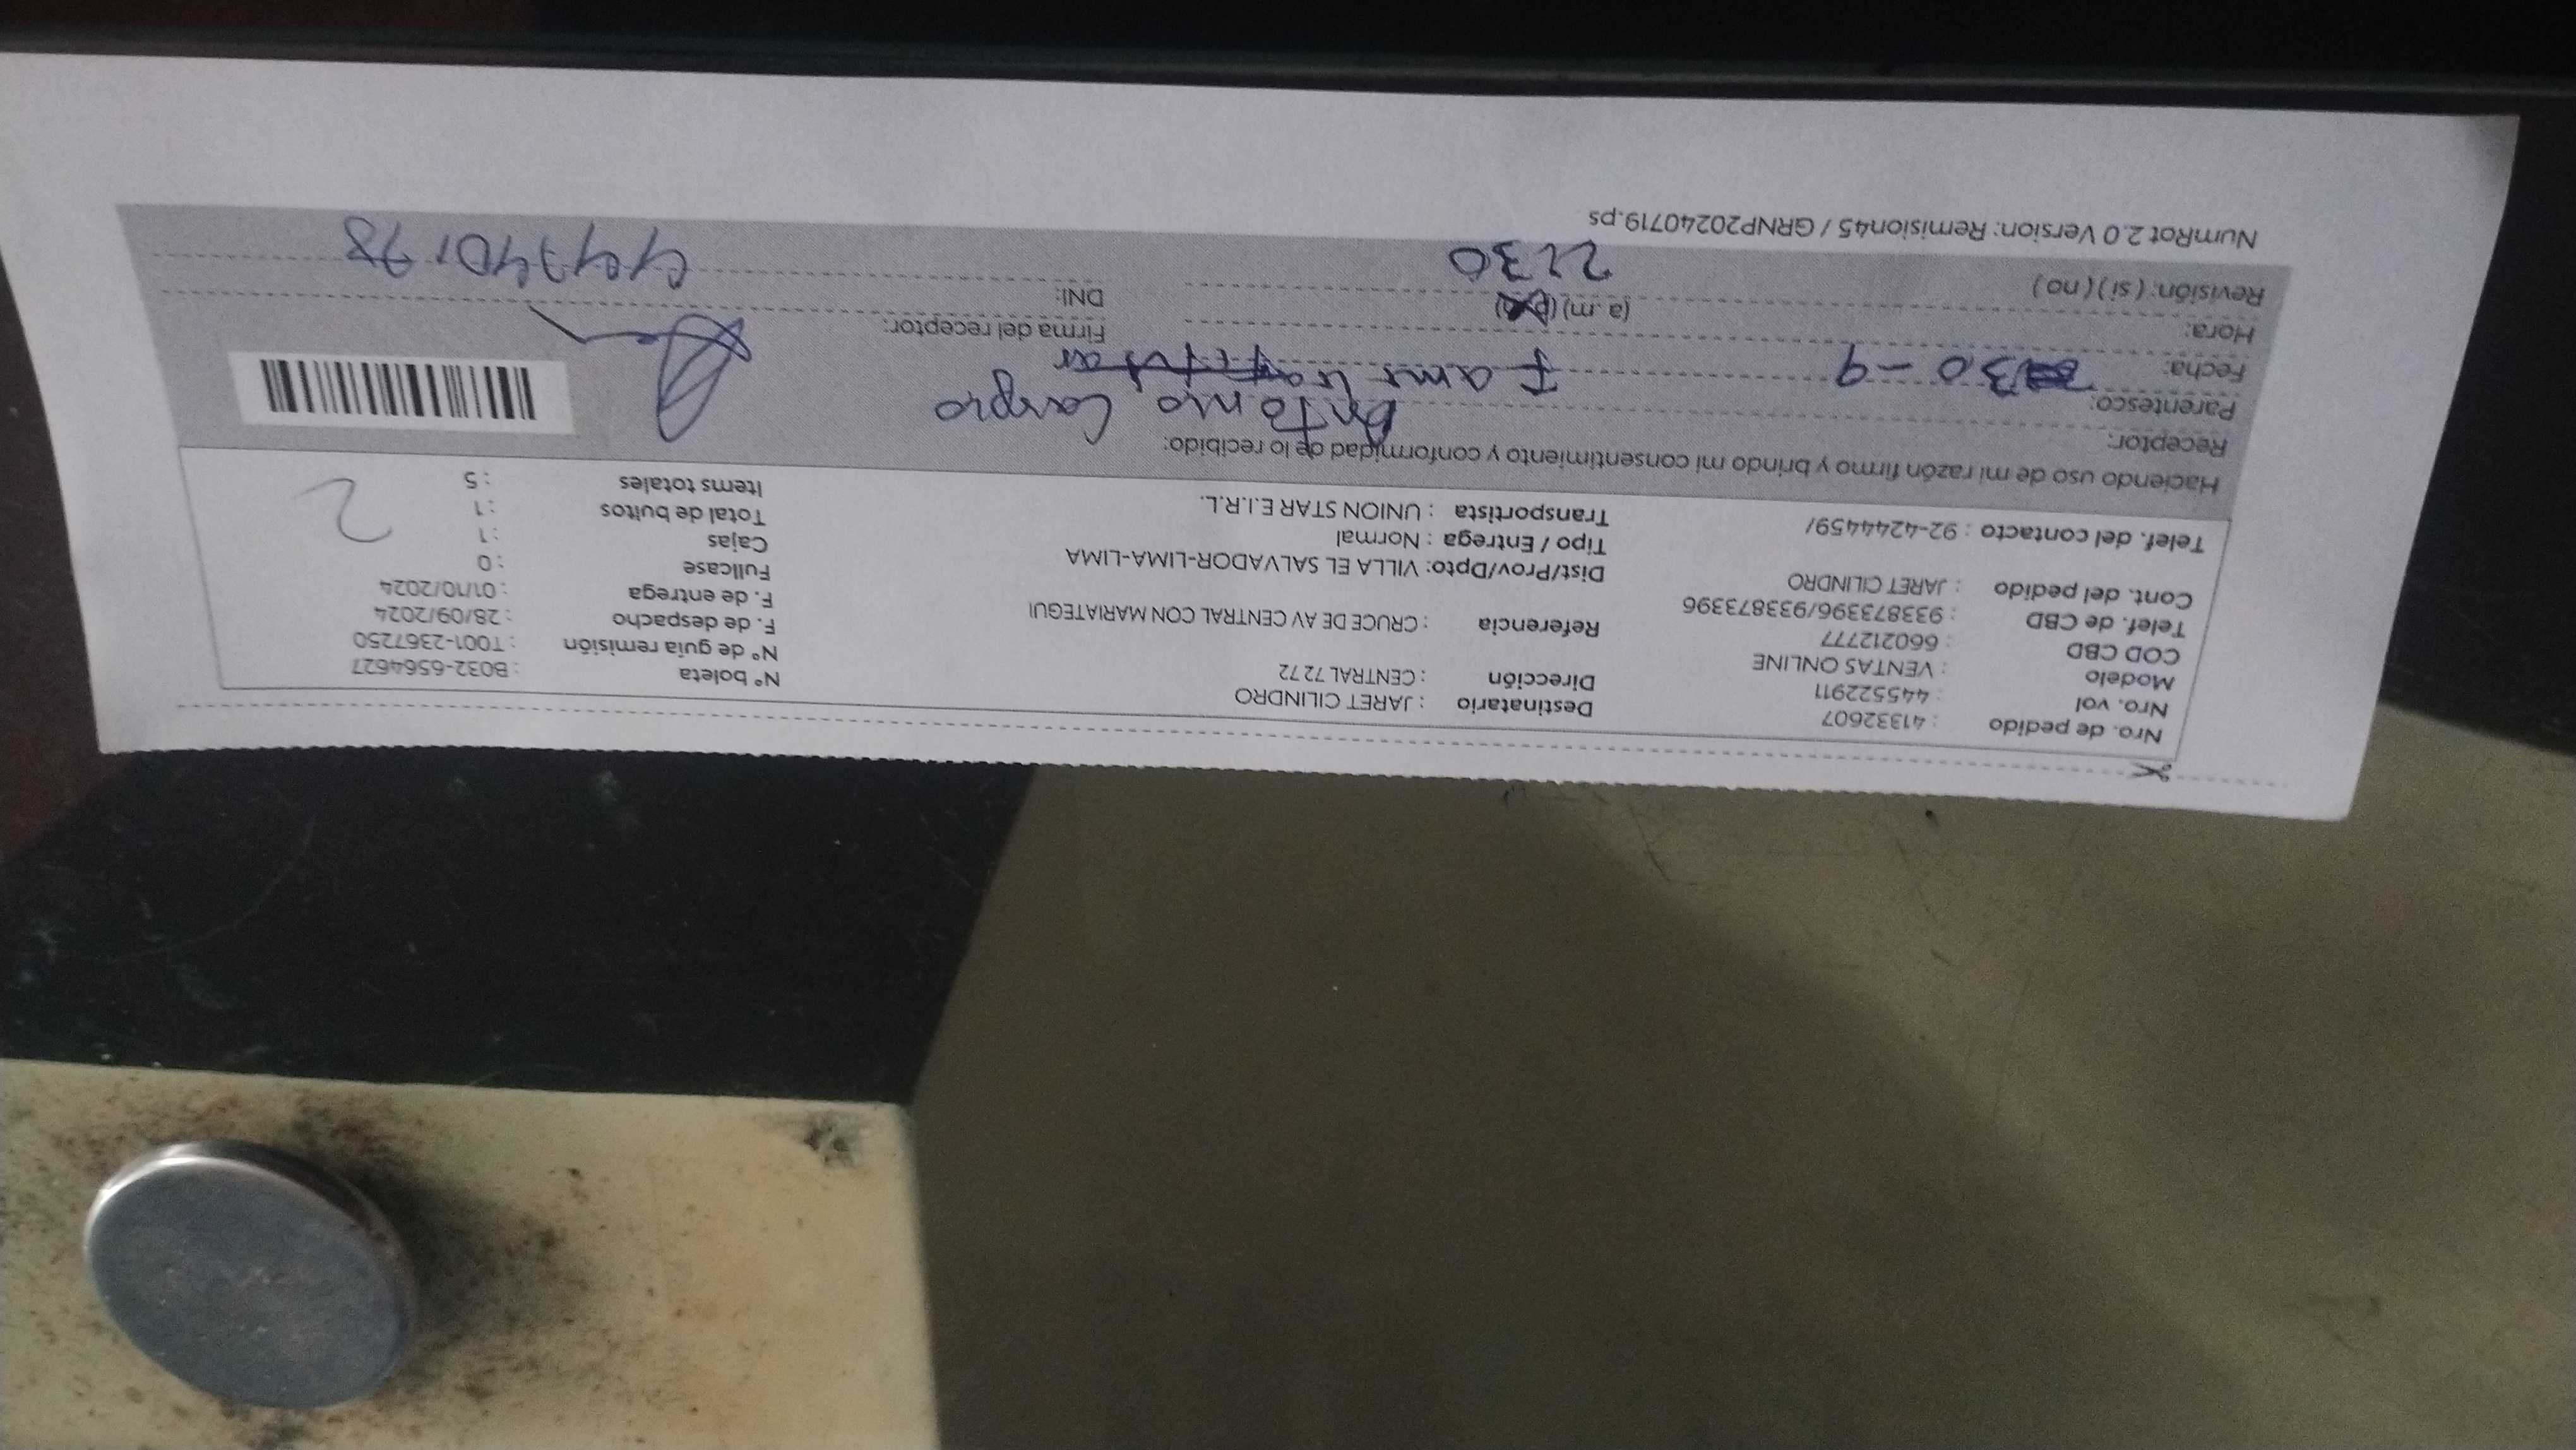 Nro. de pedido : 41332607
Nro. vol : 445522911
Modelo : VENTAS ONLINE
COD CBD : 660212777
Telef. de CBD : 933873396/933873396
Cont. del pedido : JARET CILINDRO
Telef. del contacto : 92-4244459/
Destinatario : JARET CILINDRO
Dirección : CENTRAL 7272
Referencia : CRUCE DE AV CENTRAL CON MARIATEGUI
Dist/Prov/Dpto: VILLA EL SALVADOR-LIMA-LIMA
Tipo / Entrega : Normal
Transportista : UNION STAR E.I.R.L.
N° boleta : B032-6564627
N° de guía remisión : T001-2367250
F. de despacho : 28/09/2024
F. de entrega : 01/10/2024
Fullcase : 0
Cajas : 1
Total de bultos : 1
Items totales : 5
2
Haciendo uso de mi razón firmo y brindo mi consentimiento y conformidad de lo recibido:
Receptor: Antonio Carpio
Parentesco:
Fecha: 30-9
Hora: (a.m)
2230
Revisión: ( si ) ( no )
Firma del receptor:
DNI:
NumRot 2.0 Version: Remision45 / GRNP20240719.ps